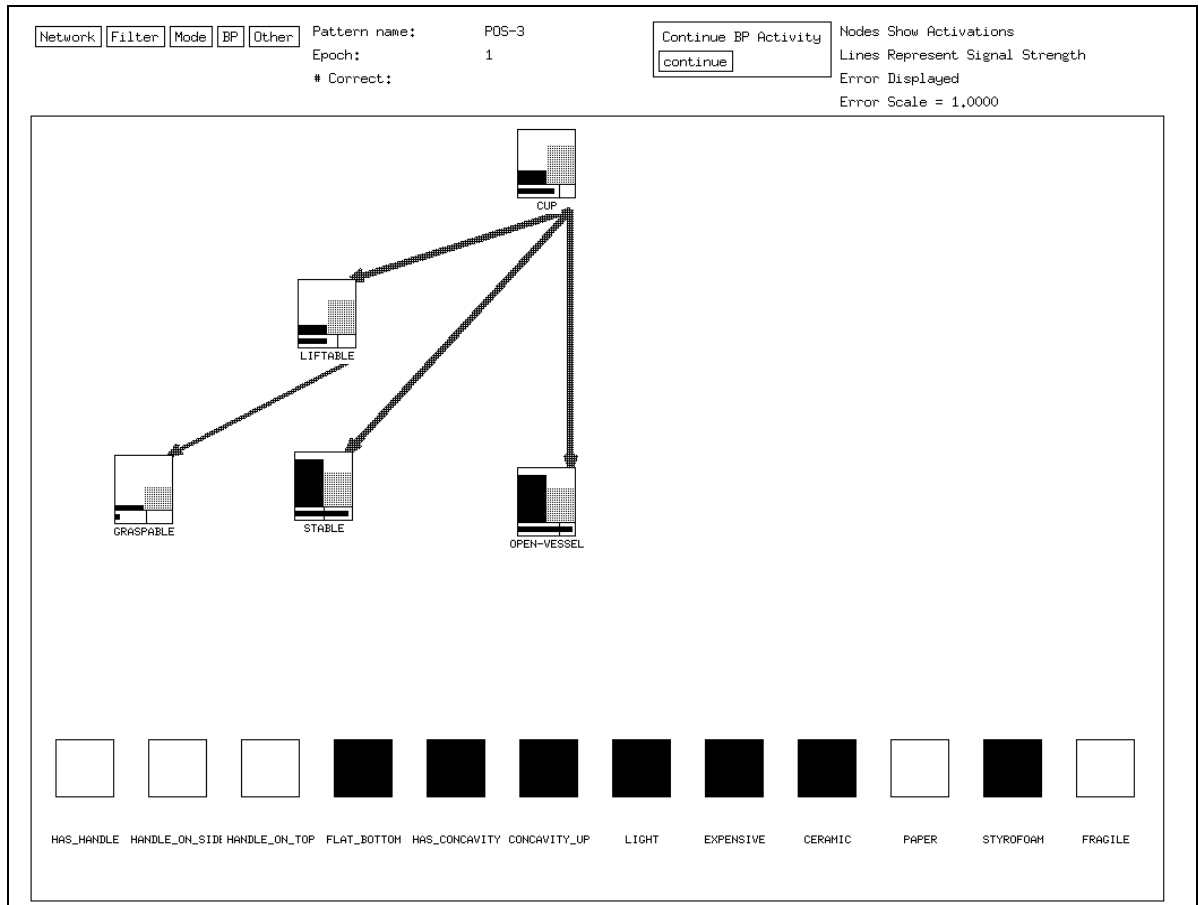 Network Filter Mode BP Other
Pattern name: POS-3
Epoch: 1
# Correct:
Continue BP Activity
continue
Nodes Show Activations
Lines Represent Signal Strength
Error Displayed
Error Scale = 1.0000
CUP
LIFTABLE
GRASPABLE
STABLE
OPEN-VESSEL
HAS_HANDLE HANDLE_ON_SIDE HANDLE_ON_TOP FLAT_BOTTOM HAS_CONCAVITY CONCAVITY_UP LIGHT EXPENSIVE CERAMIC PAPER STYROFOAM FRAGILE